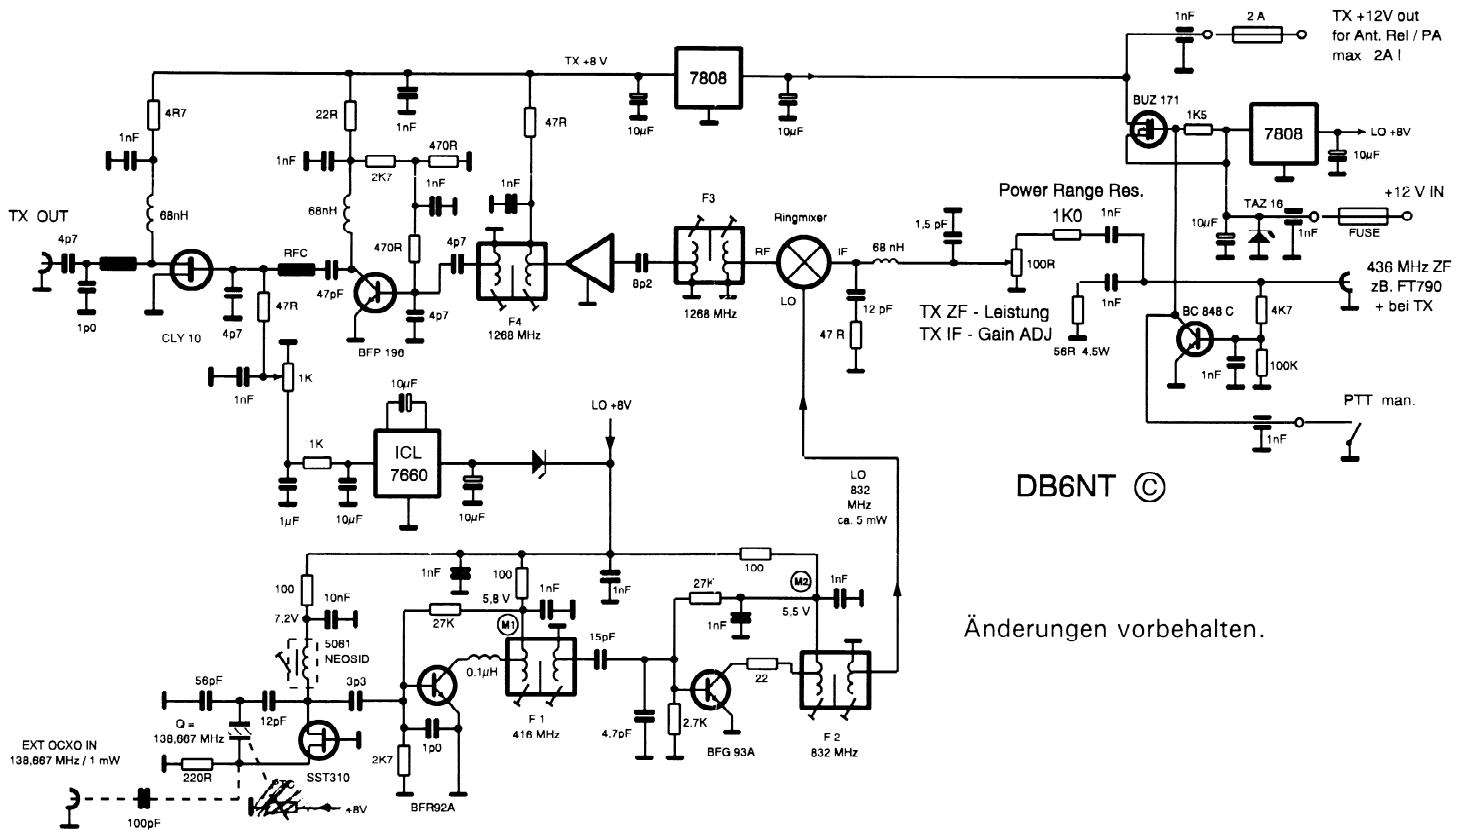 1nF
2 A
TX +12V out
for Ant. Rel / PA
max 2A !
TX +8 V
7808
10µF
10µF
BUZ 171
1K5
7808
LO +8V
10µF
4R7
22R
1nF
47R
1nF
1nF
2K7
470R
1nF
1nF
Power Range Res.
1K0
1nF
+12 V IN
TX OUT
68nH
68nH
F3
Ringmixer
1,5 pF
TAZ 16
10µF
1nF
FUSE
4p7
RFC
470R
4p7
RF
IF
68 nH
100R
436 MHz ZF
zB. FT790
+ bei TX
1p0
4p7
47R
47pF
4p7
8p2
LO
12 pF
1nF
CLY 10
BFP 196
F4
1268 MHz
1268 MHz
47 R
TX ZF - Leistung
TX IF - Gain ADJ
56R 4.5W
BC 848 C
4K7
1nF
100K
1nF
1K
10µF
LO +8V
PTT man.
1nF
1K
ICL
7660
1µF
10µF
10µF
LO
832
MHz
ca. 5 mW
DB6NT ©
100
1nF
100
1nF
1nF
100
M2
1nF
7.2V
10nF
27K
5,8 V
M1
27K
1nF
5,5 V
Änderungen vorbehalten.
5061
NEOSID
56pF
12pF
3p3
0.1µH
15pF
22
Q =
138,667 MHz
1p0
F 1
416 MHz
4.7pF
2.7K
BFG 93A
F 2
832 MHz
EXT OCXO IN
138,667 MHz / 1 mW
220R
SST310
2K7
BFR92A
PTC
+8V
100pF